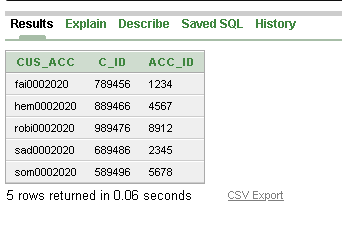 Results Explain Describe Saved SQL History
CUS_ACC C_ID ACC_ID
fai0002020 789456 1234
hem0002020 889466 4567
robi0002020 989476 8912
sad0002020 689486 2345
som0002020 589496 5678
5 rows returned in 0.06 seconds CSV Export